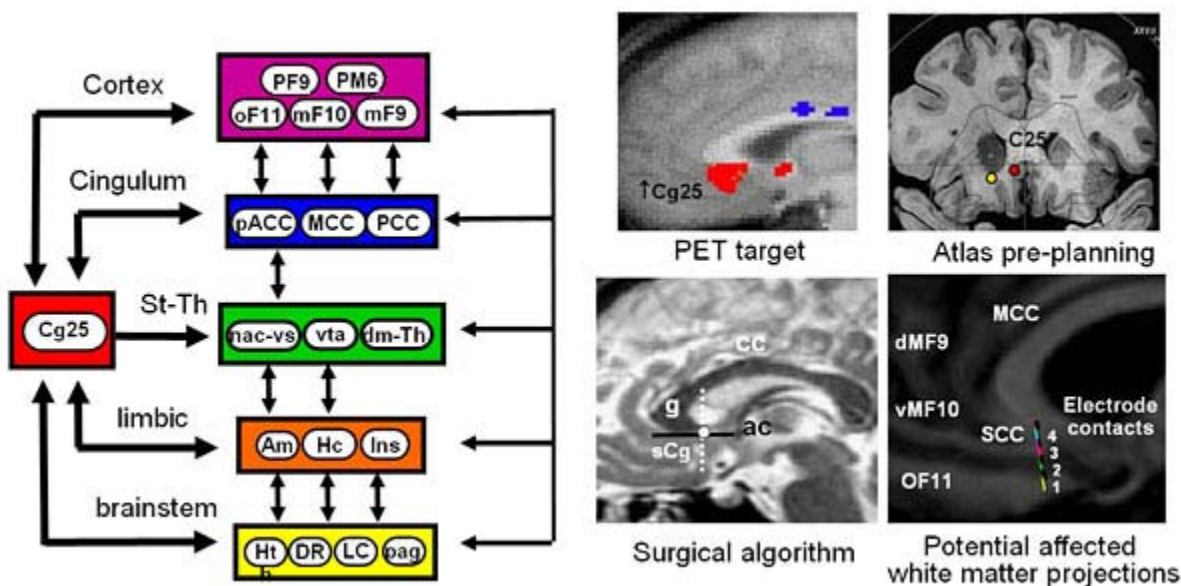 Cortex
PF9 PM6
oF11 mF10 mF9
Cingulum
pACC MCC PCC
St-Th
Cg25
nac-vs vta dm-Th
limbic
Am Hc Ins
brainstem
Hth DR LC pag
↑Cg25
PET target
C25
Atlas pre-planning
cc
g
ac
sCg
Surgical algorithm
MCC
dMF9
vMF10
SCC
OF11
Electrode
contacts
4
3
2
1
Potential affected
white matter projections